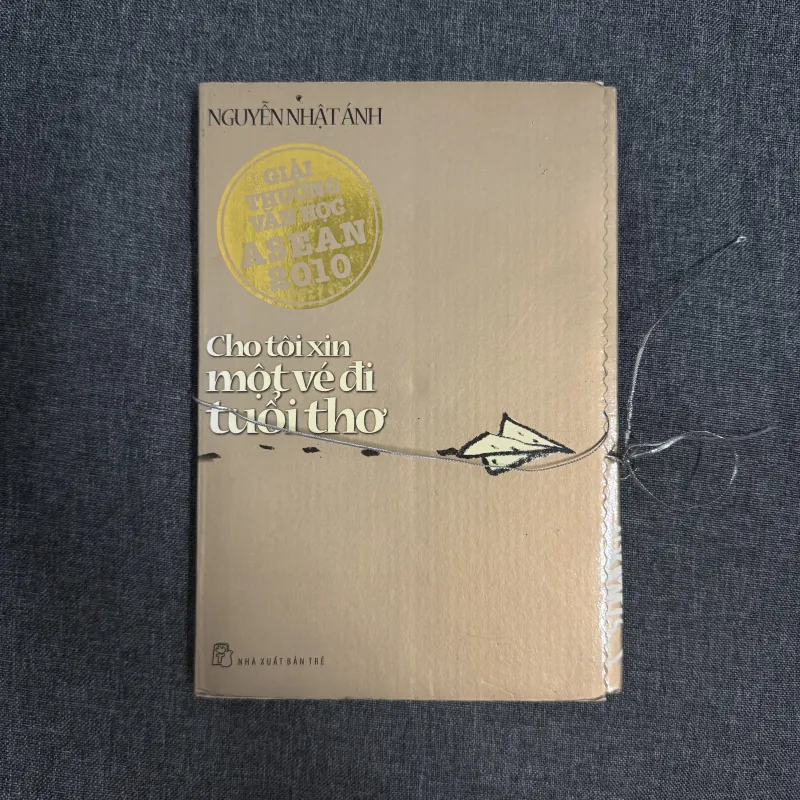 NGUYỄN NHẬT ÁNH
GIẢI
THƯỞNG
VĂN HỌC
ASEAN
2010
Cho tôi xin
một vé đi
tuổi thơ
NHÀ XUẤT BẢN TRẺ